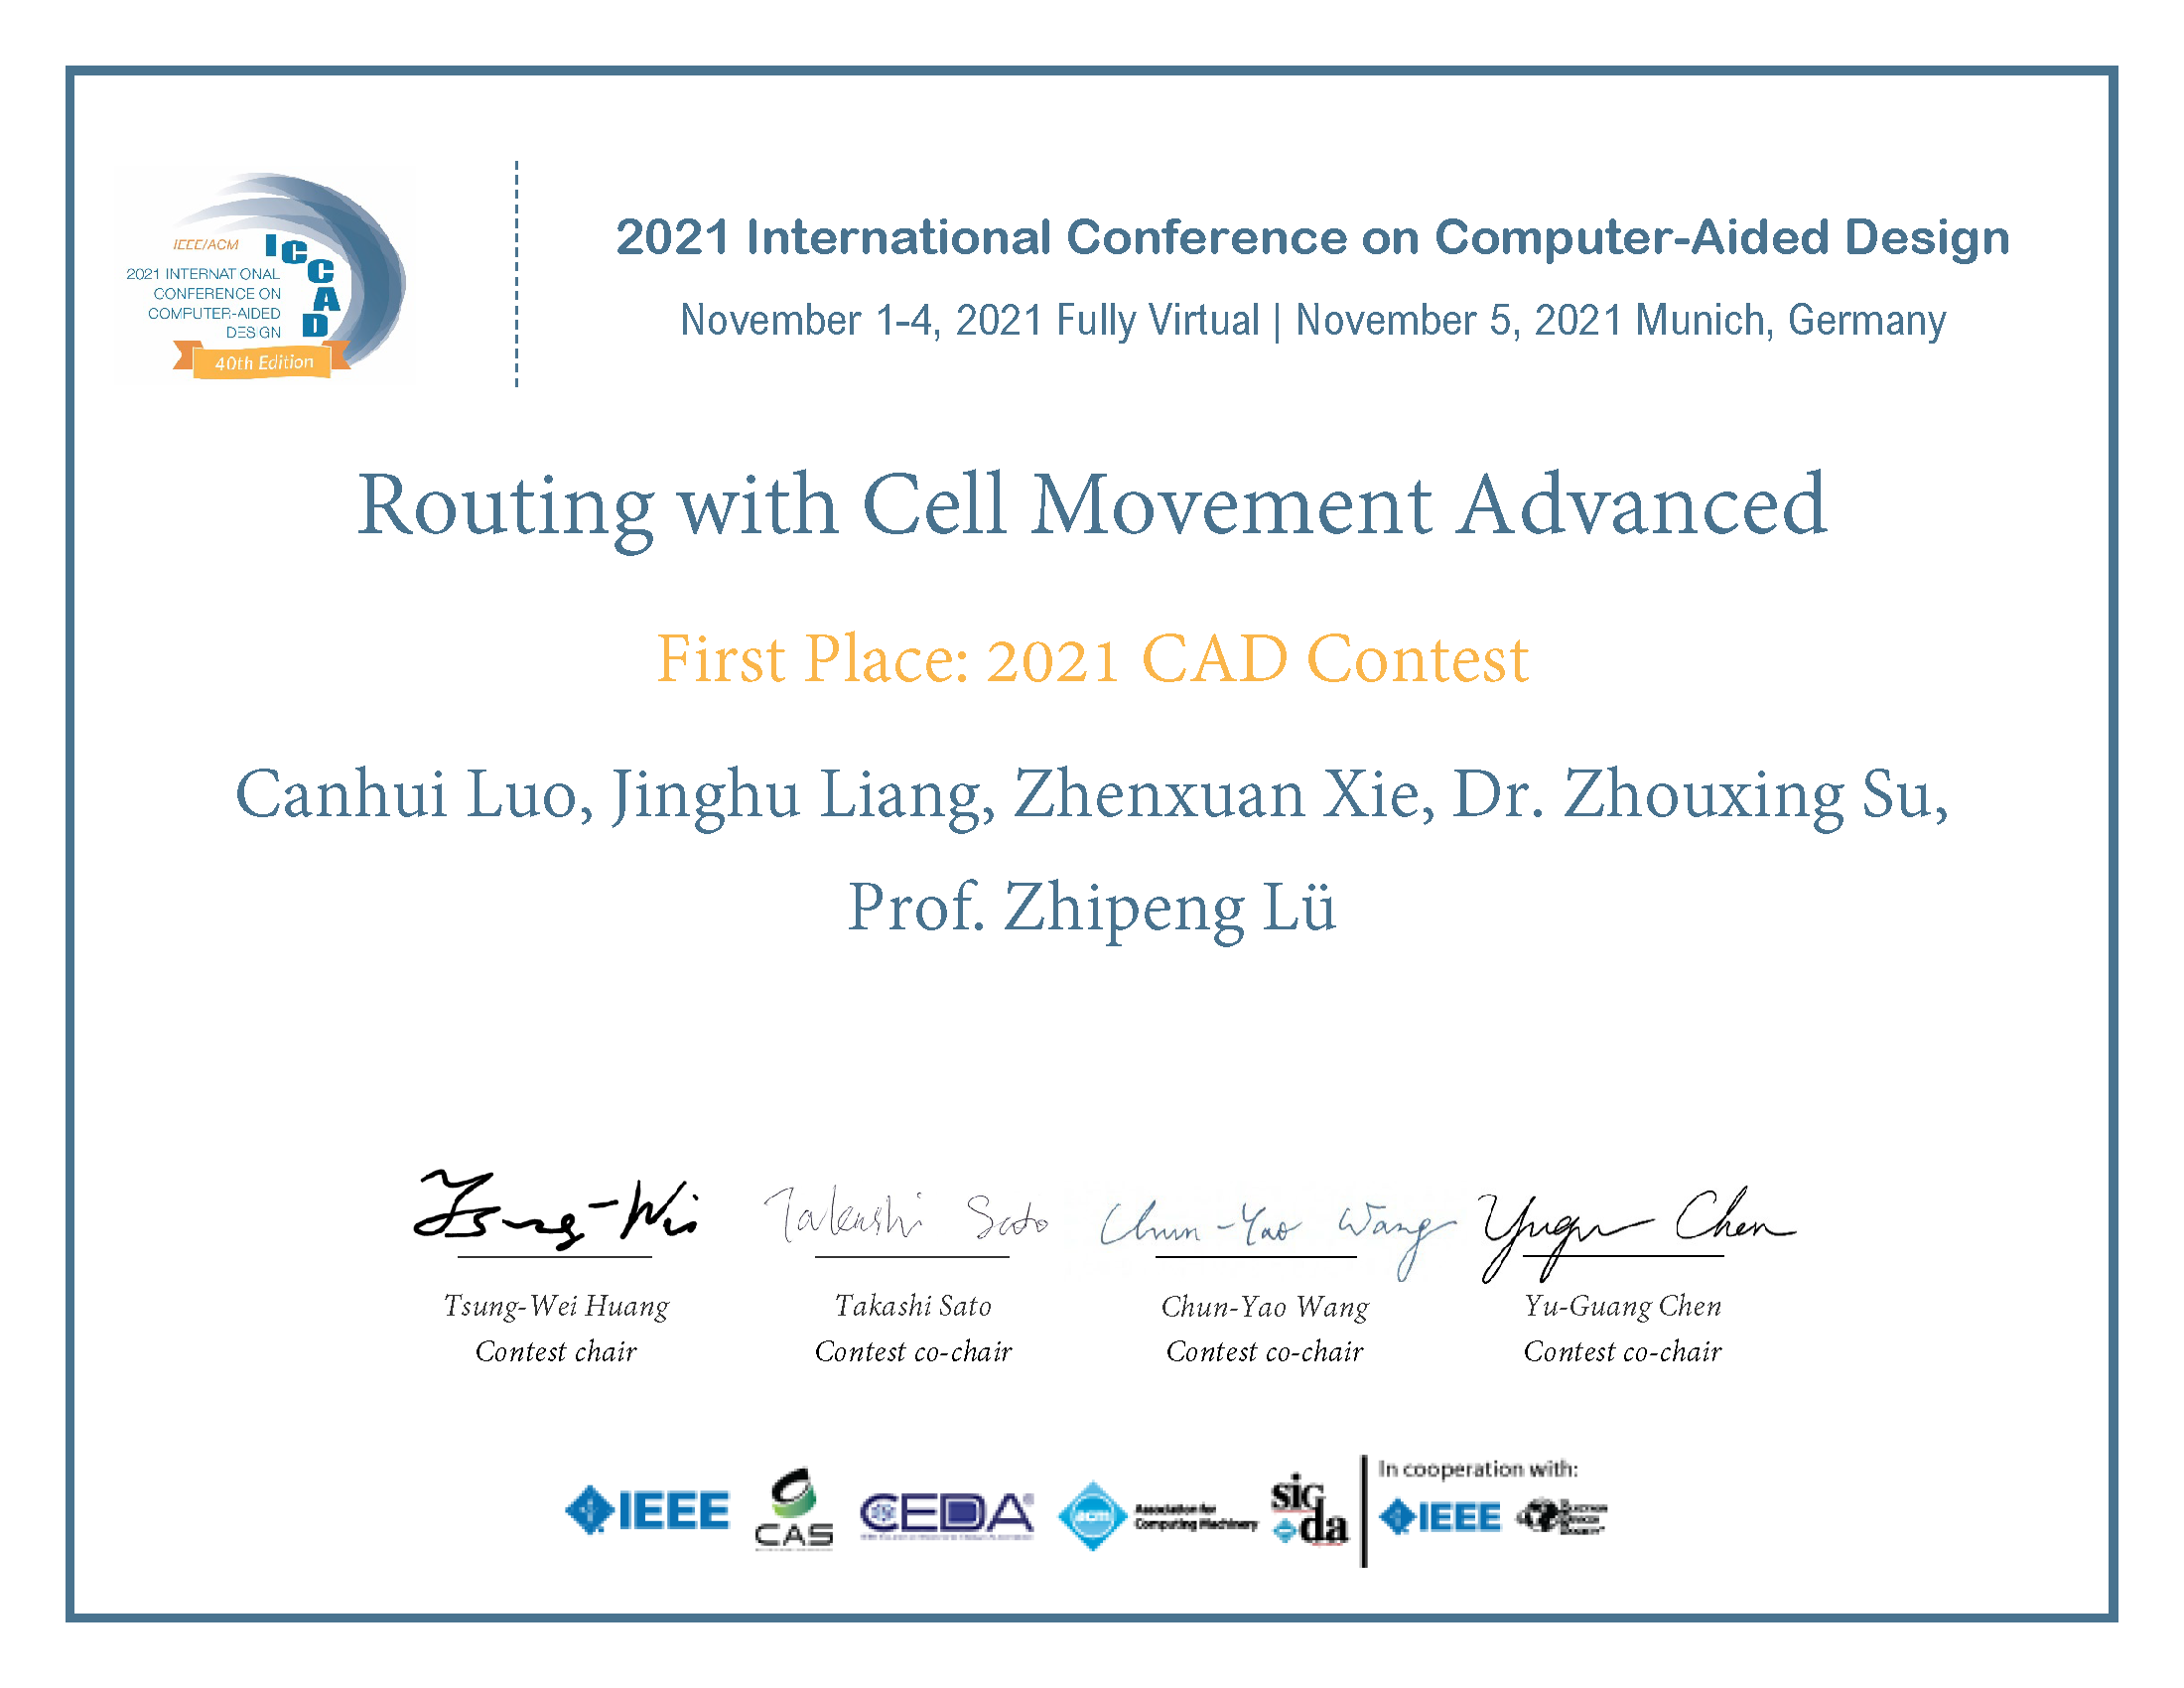 IEEE/ACM
ICCAD
2021 INTERNAT ONAL
CONFERENCE ON
COMPUTER-AIDED
DESIGN
40th Edition
2021 International Conference on Computer-Aided Design
November 1-4, 2021 Fully Virtual | November 5, 2021 Munich, Germany
Routing with Cell Movement Advanced
First Place: 2021 CAD Contest
Canhui Luo, Jinghu Liang, Zhenxuan Xie, Dr. Zhouxing Su,
Prof. Zhipeng Lü
Tsung-Wei Takashi Sato Chun-Yao Wang Yugu Chen
Tsung-Wei Huang Takashi Sato Chun-Yao Wang Yu-Guang Chen
Contest chair Contest co-chair Contest co-chair Contest co-chair
In cooperation with:
IEEE CAS CEDA acm Association for Computing Machinery sigda IEEE